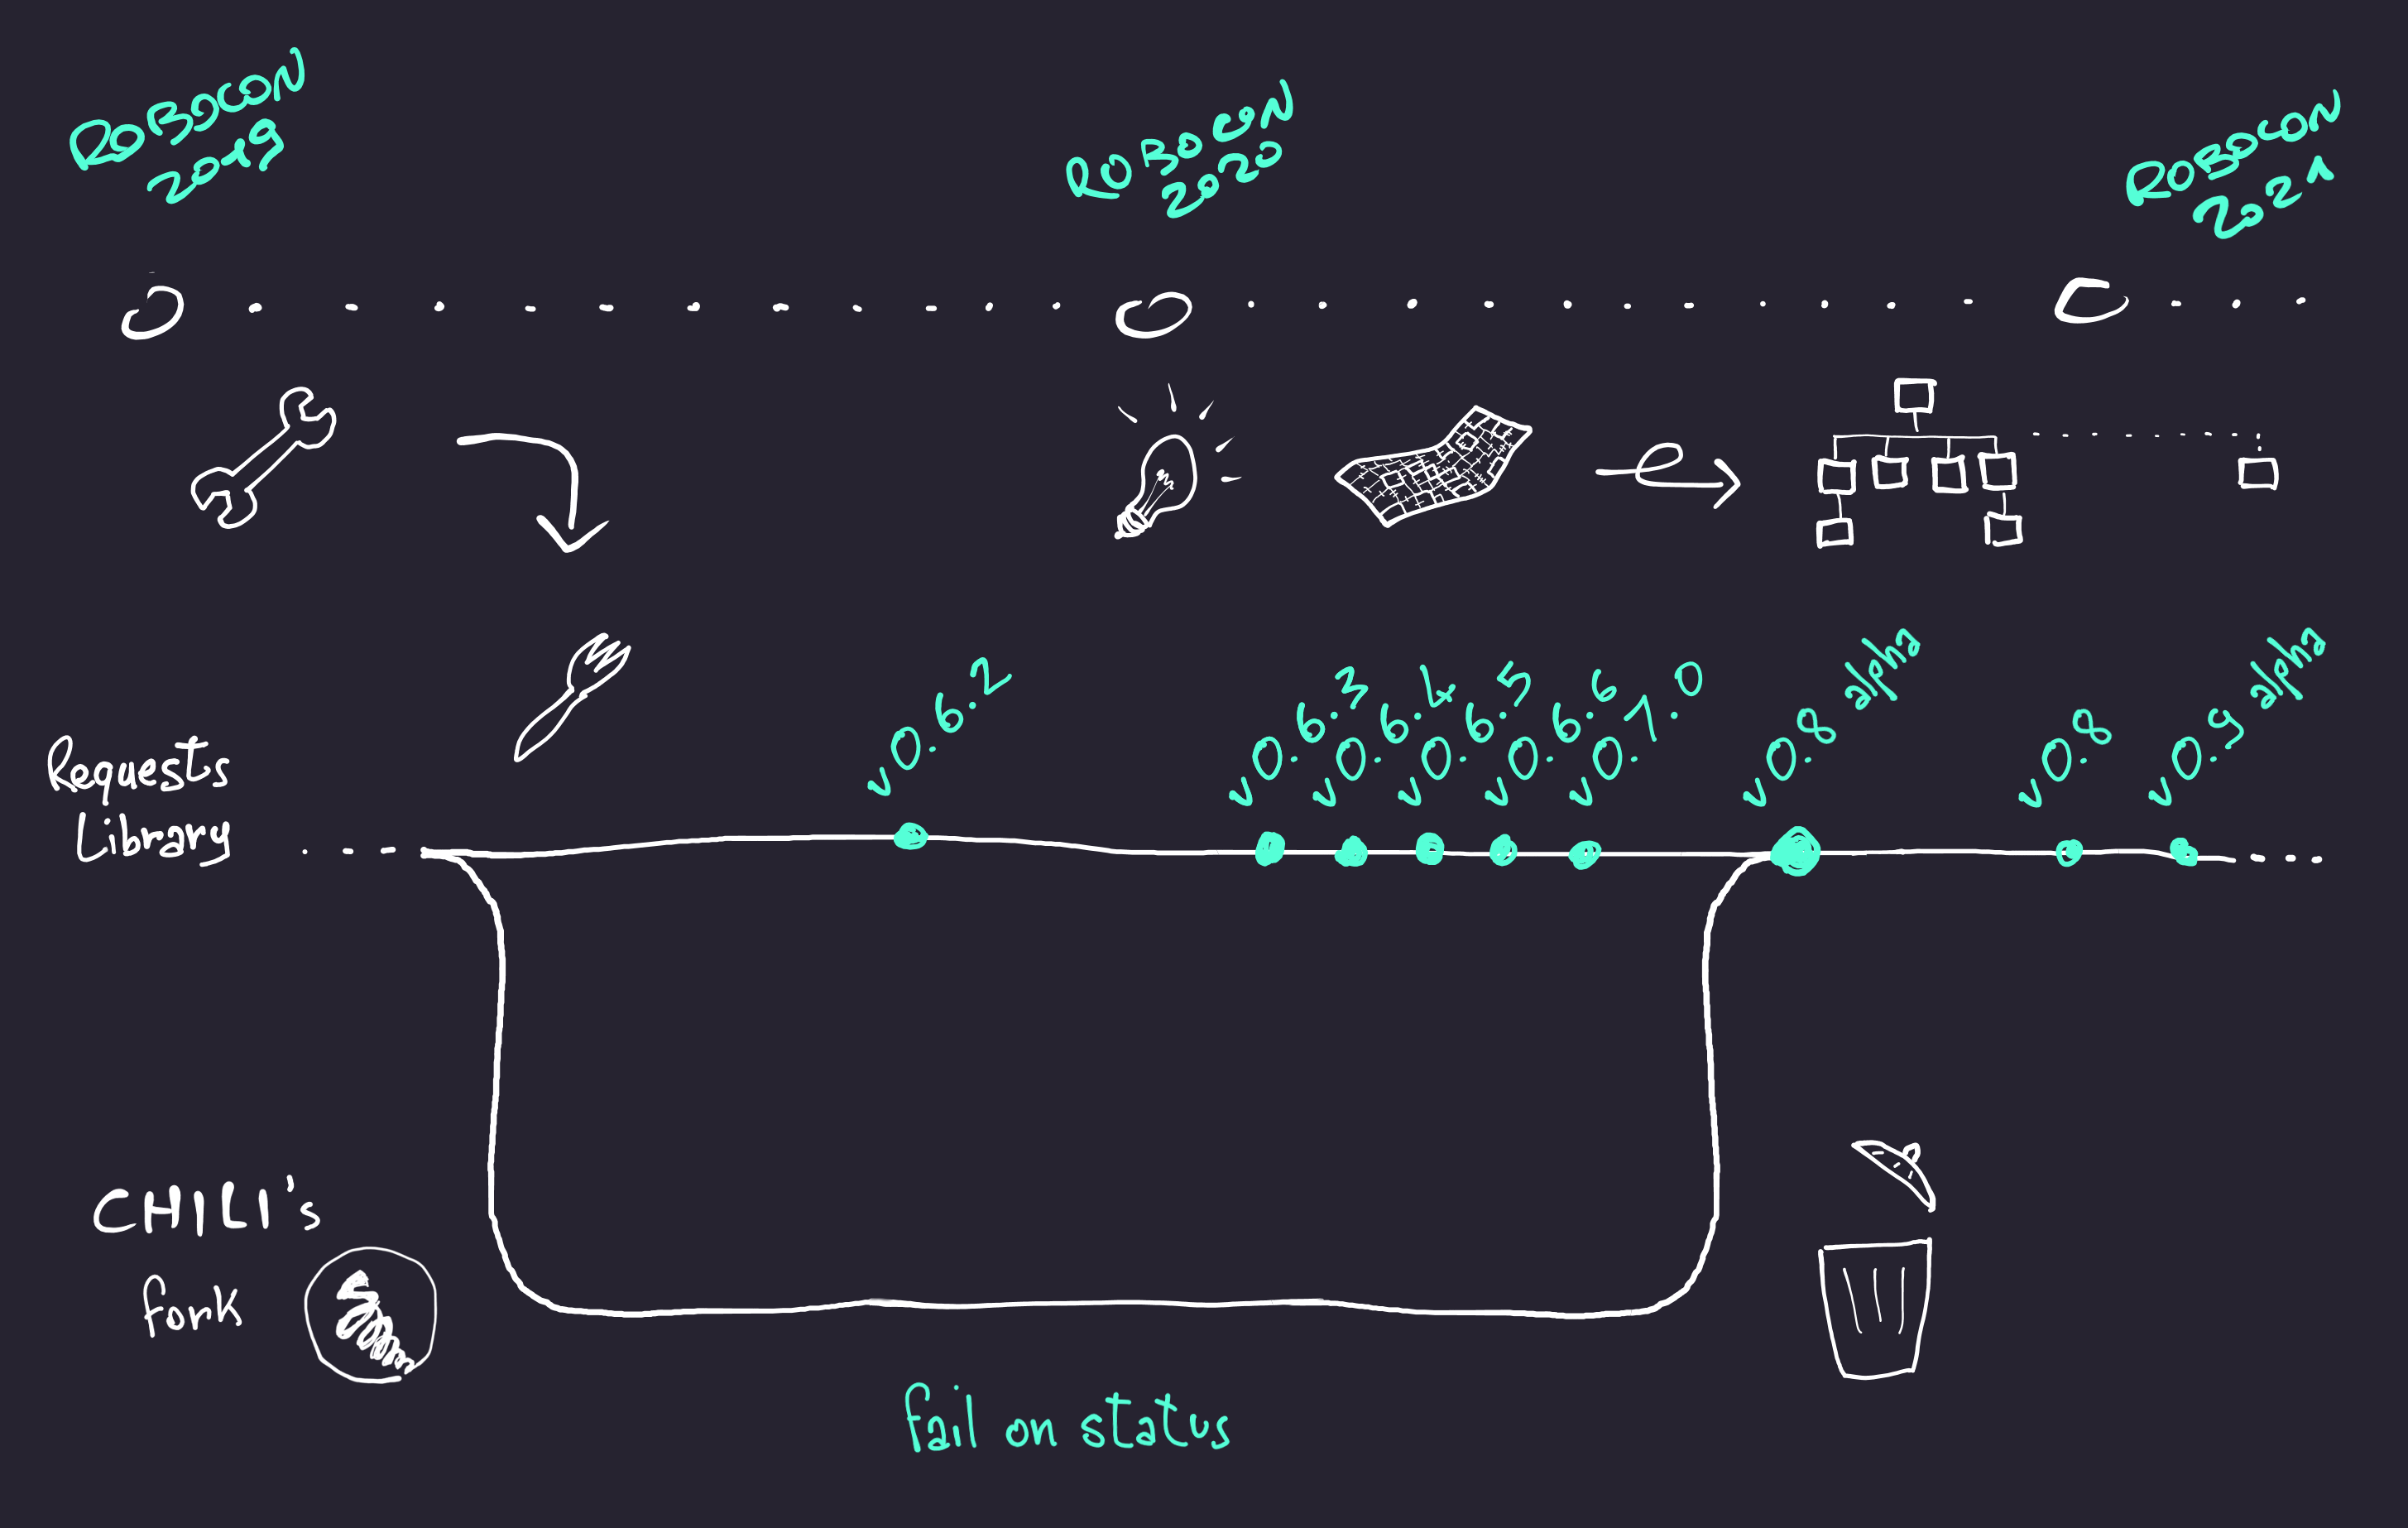 ROBOCON
2019
ROBOCON
2020
ROBOCON
2021
v0.6.2
v0.6.3
v0.6.4
v0.6.5
v0.6.6
v0.7.0
v0.8 alpha
v0.8
v0.9 alpha
Requests
Library
CHILI's
fork
fail on status